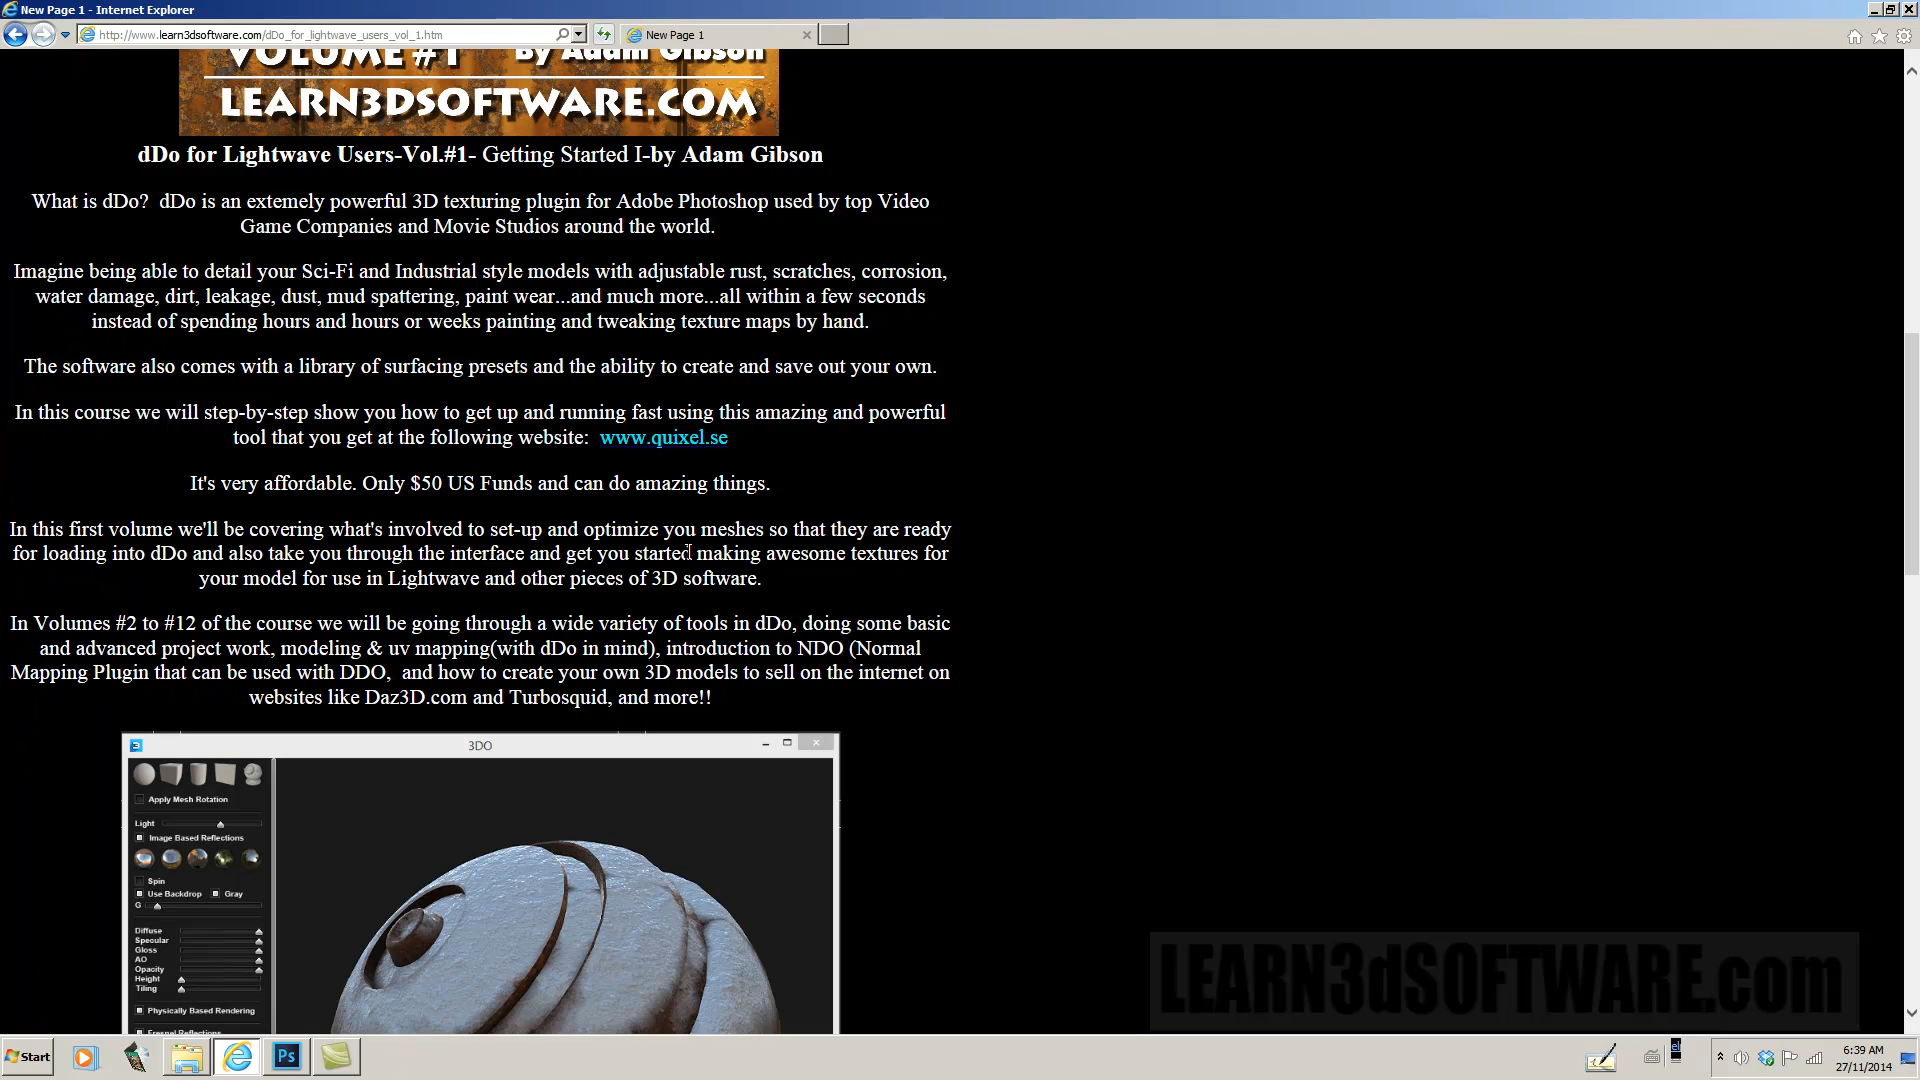 New Page 1 - Internet Explorer
http://www.learn3dsoftware.com/dDo_for_lightwave_users_vol_1.htm
New Page 1
VOLUME #1 By Adam Gibson
LEARN3DSOFTWARE.COM
dDo for Lightwave Users-Vol.#1- Getting Started I-by Adam Gibson
What is dDo?  dDo is an extemely powerful 3D texturing plugin for Adobe Photoshop used by top Video
Game Companies and Movie Studios around the world.
Imagine being able to detail your Sci-Fi and Industrial style models with adjustable rust, scratches, corrosion,
water damage, dirt, leakage, dust, mud spattering, paint wear...and much more...all within a few seconds
instead of spending hours and hours or weeks painting and tweaking texture maps by hand.
The software also comes with a library of surfacing presets and the ability to create and save out your own.
In this course we will step-by-step show you how to get up and running fast using this amazing and powerful
tool that you get at the following website:  www.quixel.se
It's very affordable. Only $50 US Funds and can do amazing things.
In this first volume we'll be covering what's involved to set-up and optimize you meshes so that they are ready
for loading into dDo and also take you through the interface and get you started making awesome textures for
your model for use in Lightwave and other pieces of 3D software.
In Volumes #2 to #12 of the course we will be going through a wide variety of tools in dDo, doing some basic
and advanced project work, modeling & uv mapping(with dDo in mind), introduction to NDO (Normal
Mapping Plugin that can be used with DDO,  and how to create your own 3D models to sell on the internet on
websites like Daz3D.com and Turbosquid, and more!!
3DO
Apply Mesh Rotation
Light
Image Based Reflections
Spin
Use Backdrop Gray
G
Diffuse
Specular
Gloss
AO
Opacity
Height
Tiling
Physically Based Rendering
Fresnel Reflections
LEARN3dSOFTWARE.com
Start
Ps
6:39 AM
27/11/2014